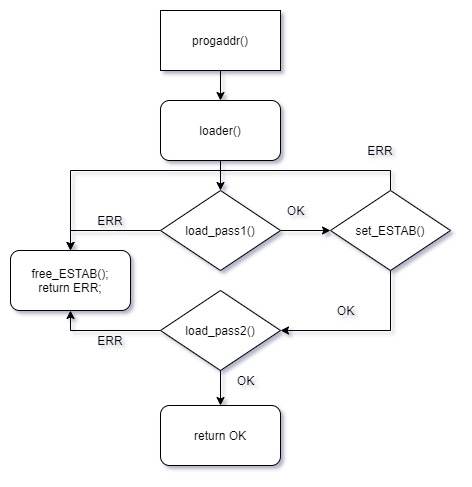 progaddr()
loader()
ERR
ERR
load_pass1()
OK
set_ESTAB()
free_ESTAB();
return ERR;
OK
load_pass2()
ERR
OK
return OK